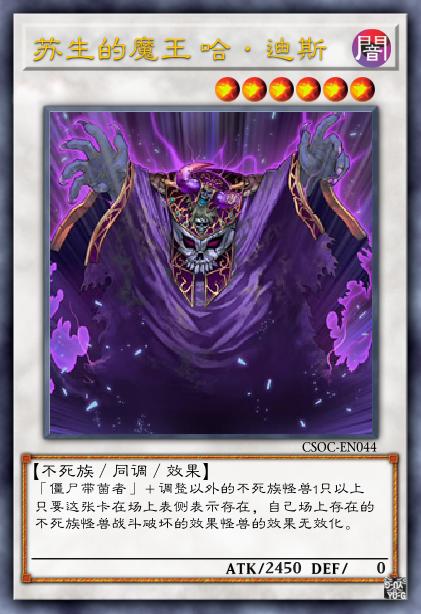 苏生的魔王 哈·迪斯
闇
CSOC-EN044
【不死族／同调／效果】
「僵尸带菌者」＋调整以外的不死族怪兽1只以上
只要这张卡在场上表侧表示存在，自己场上存在的
不死族怪兽战斗破坏的效果怪兽的效果无效化。
ATK/2450 DEF/ 0